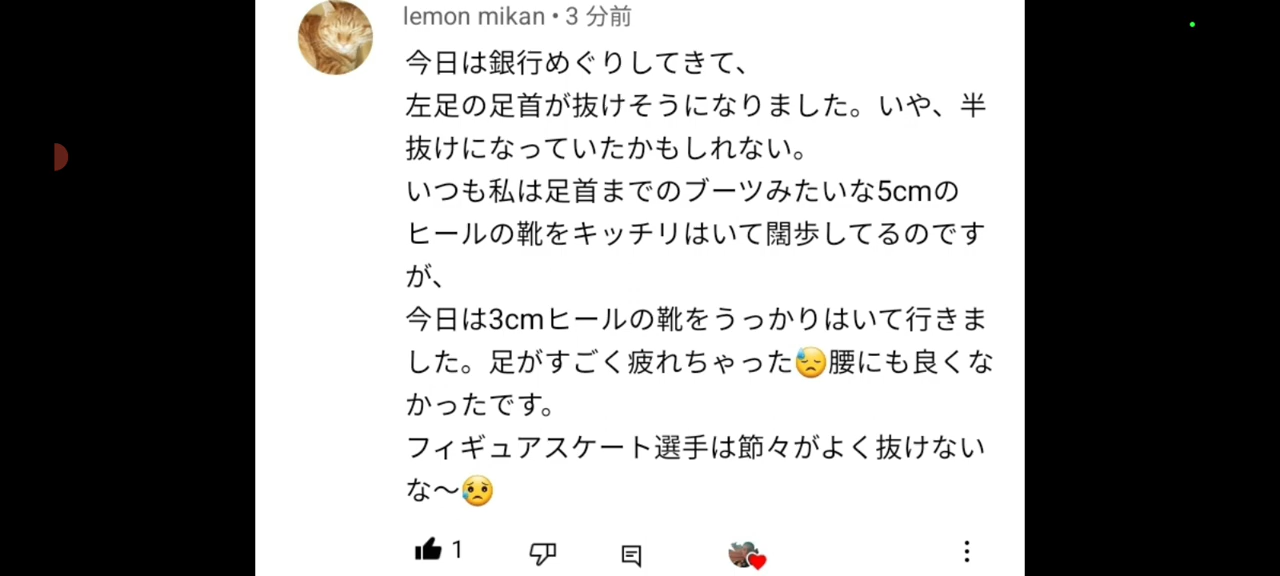 lemon mikan • 3 分前
今日は銀行めぐりしてきて、
左足の足首が抜けそうになりました。いや、半
抜けになっていたかもしれない。
いつも私は足首までのブーツみたいな5cmの
ヒールの靴をキッチリはいて闊歩してるのです
が、
今日は3cmヒールの靴をうっかりはいて行きま
した。足がすごく疲れちゃった😓腰にも良くな
かったです。
フィギュアスケート選手は節々がよく抜けない
な〜😥
1